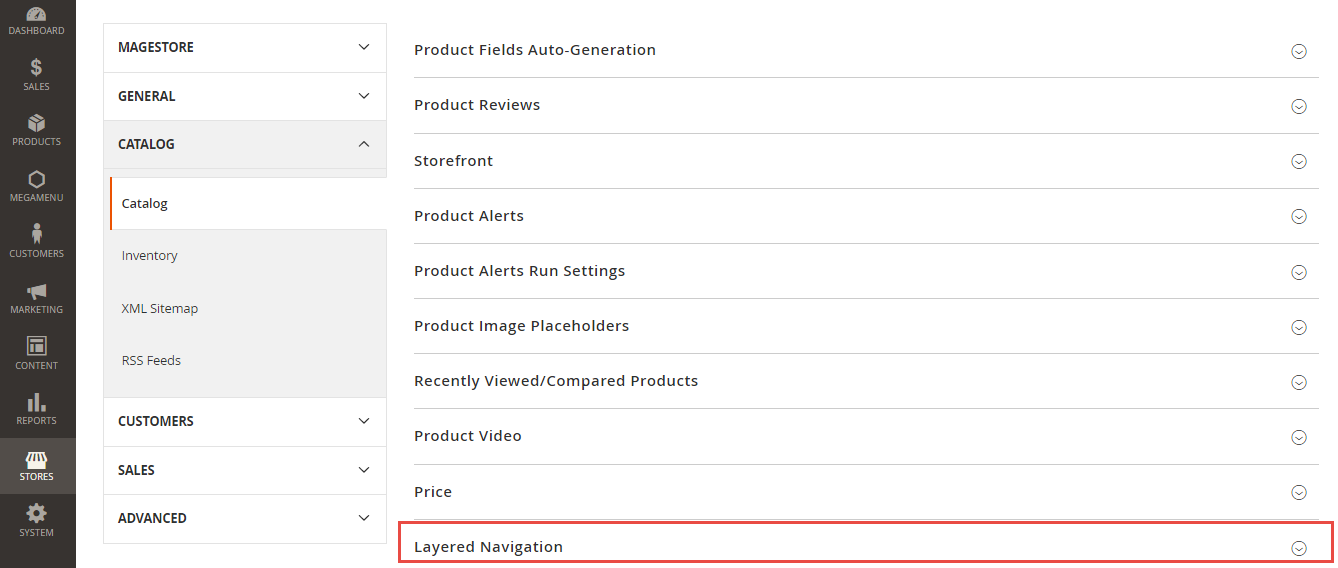 DASHBOARD
SALES
PRODUCTS
MEGAMENU
CUSTOMERS
MARKETING
CONTENT
REPORTS
STORES
SYSTEM
MAGESTORE
GENERAL
CATALOG
Catalog
Inventory
XML Sitemap
RSS Feeds
CUSTOMERS
SALES
ADVANCED
Product Fields Auto-Generation
Product Reviews
Storefront
Product Alerts
Product Alerts Run Settings
Product Image Placeholders
Recently Viewed/Compared Products
Product Video
Price
Layered Navigation